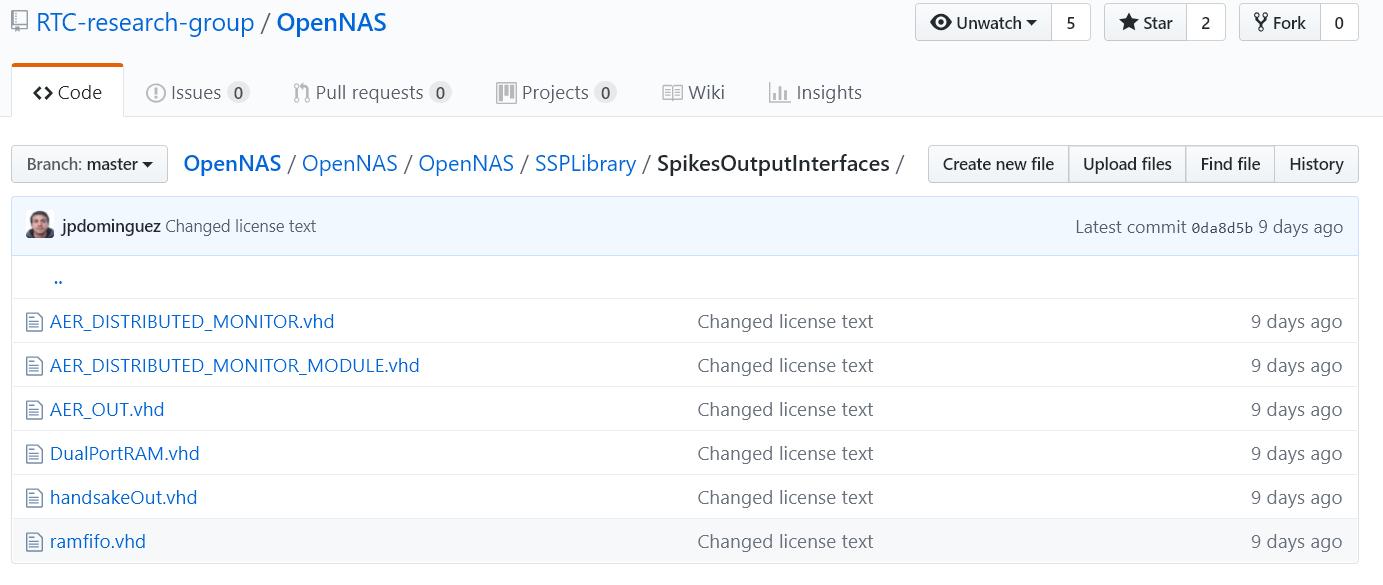 RTC-research-group / OpenNAS Unwatch 5 Star 2 Fork 0
Code Issues 0 Pull requests 0 Projects 0 Wiki Insights
Branch: master OpenNAS / OpenNAS / OpenNAS / SSPLibrary / SpikesOutputInterfaces / Create new file Upload files Find file History
jpdominguez Changed license text Latest commit 0da8d5b 9 days ago
..
AER_DISTRIBUTED_MONITOR.vhd Changed license text 9 days ago
AER_DISTRIBUTED_MONITOR_MODULE.vhd Changed license text 9 days ago
AER_OUT.vhd Changed license text 9 days ago
DualPortRAM.vhd Changed license text 9 days ago
handsakeOut.vhd Changed license text 9 days ago
ramfifo.vhd Changed license text 9 days ago